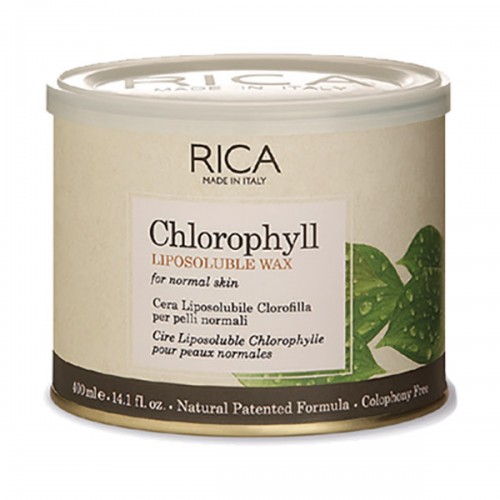 RICA
MADE IN ITALY
RICA
MADE IN ITALY
Chlorophyll
LIPOSOLUBLE WAX
for normal skin
Cera Liposolubile Clorofilla
per pelli normali
Cire Liposoluble Chlorophylle
pour peaux normales
400 ml e • 14.1 fl. oz. • Natural Patented Formula • Colophony Free